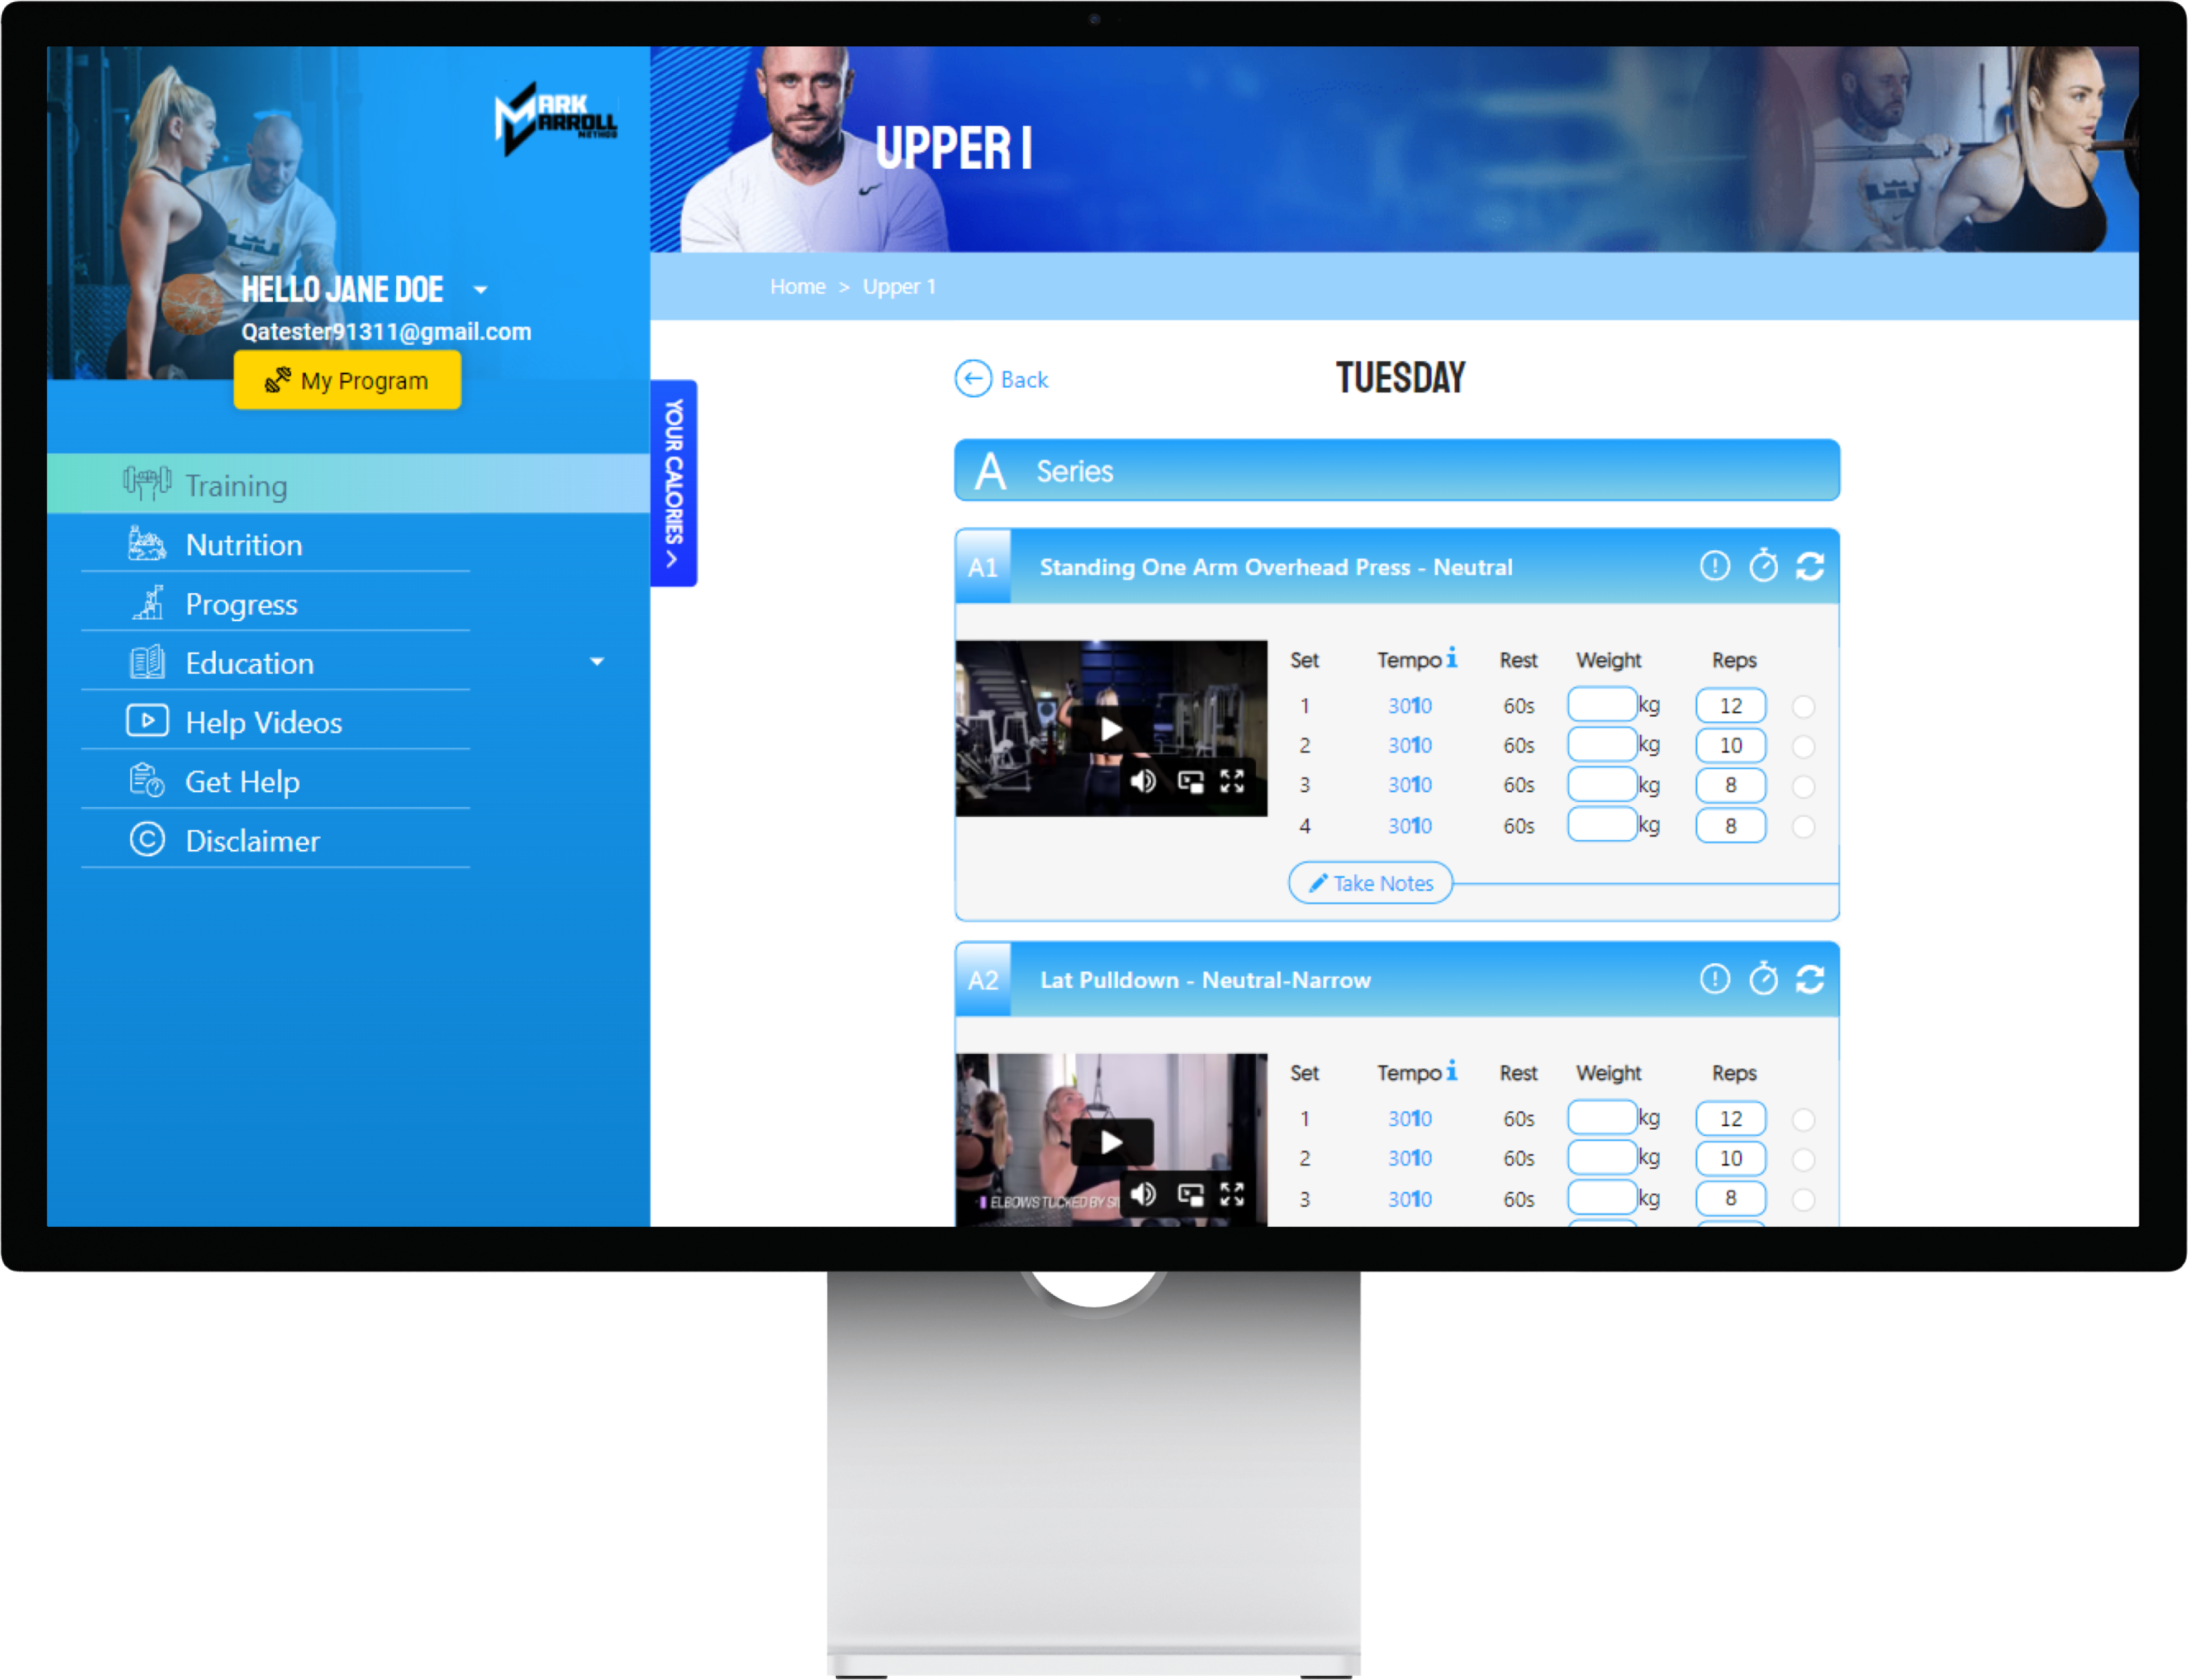 MARK
CARROLL
METHOD
HELLO JANE DOE
Qatester91311@gmail.com
My Program
Training
Nutrition
Progress
Education
Help Videos
Get Help
Disclaimer
YOUR CALORIES >
UPPER 1
Home > Upper 1
Back
TUESDAY
A Series
A1 Standing One Arm Overhead Press - Neutral
Set Tempo i Rest Weight Reps
1 3010 60s kg 12
2 3010 60s kg 10
3 3010 60s kg 8
4 3010 60s kg 8
Take Notes
A2 Lat Pulldown - Neutral-Narrow
ELBOWS TUCKED BY
Set Tempo i Rest Weight Reps
1 3010 60s kg 12
2 3010 60s kg 10
3 3010 60s kg 8